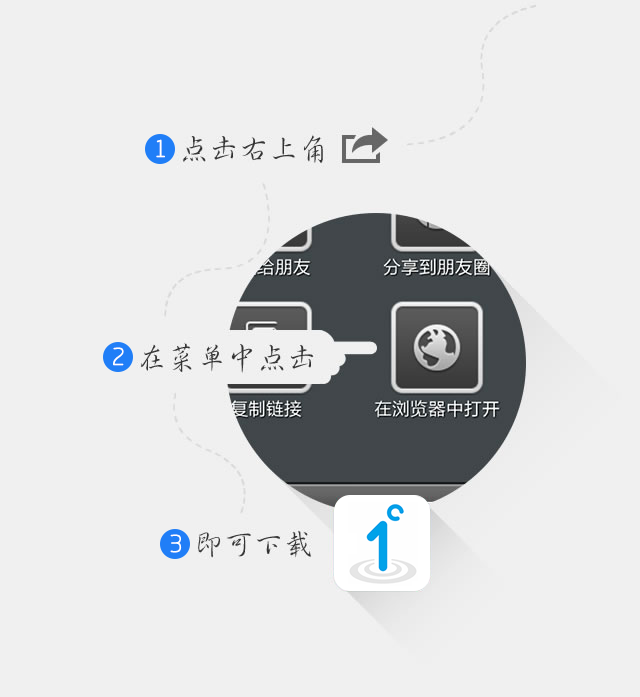 1 点击右上角
给朋友 分享到朋友圈
2 在菜单中点击
复制链接 在浏览器中打开
3 即可下载
1°